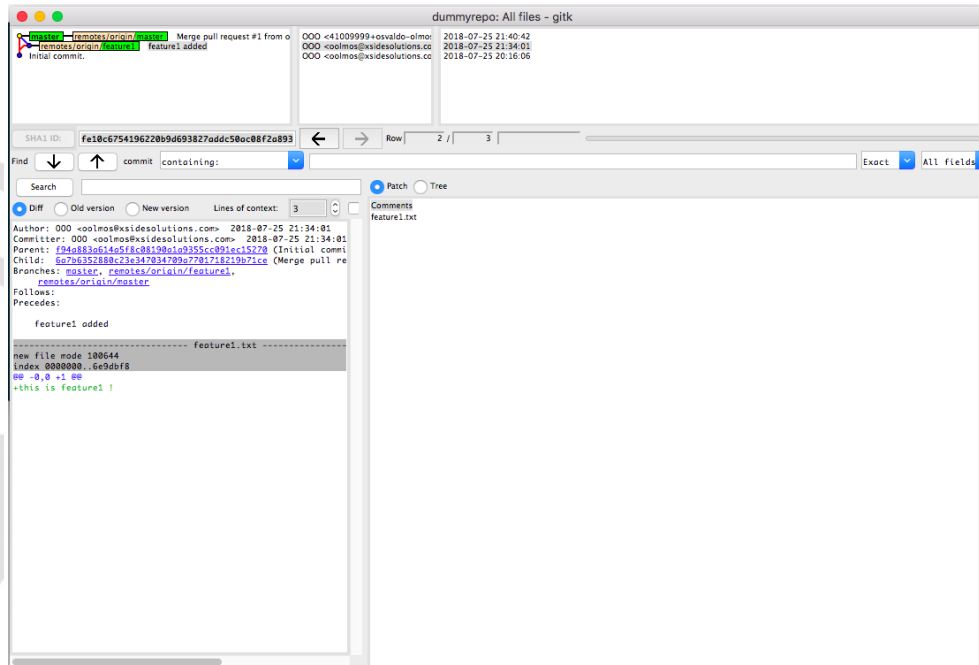 dummyrepo: All files - gitk
master remotes/origin/master Merge pull request #1 from o OOO <41009999+osvaldo-olmos 2018-07-25 21:40:42
remotes/origin/feature1 feature1 added OOO <oolmos@xsidesolutions.co 2018-07-25 21:34:01
Initial commit. OOO <oolmos@xsidesolutions.co 2018-07-25 20:16:06
SHA1 ID: fe10c6754196220b9d693827addc50ac08f2a893 Row 2 / 3
Find commit containing: Exact All fields
Search Patch Tree
Diff Old version New version Lines of context: 3
Comments
feature1.txt
Author: OOO <oolmos@xsidesolutions.com> 2018-07-25 21:34:01
Committer: OOO <oolmos@xsidesolutions.com> 2018-07-25 21:34:01
Parent: f94a883a614a5f8c08190a1a9355cc091ec15270 (Initial commi
Child: 6a7b6352880c23e347034709a7701718219b71ce (Merge pull re
Branches: master, remotes/origin/feature1,
remotes/origin/master
Follows:
Precedes:
feature1 added
-------------------------------- feature1.txt ----------------
new file mode 100644
index 0000000..6e9dbf8
@@ -0,0 +1 @@
+this is feature1 !